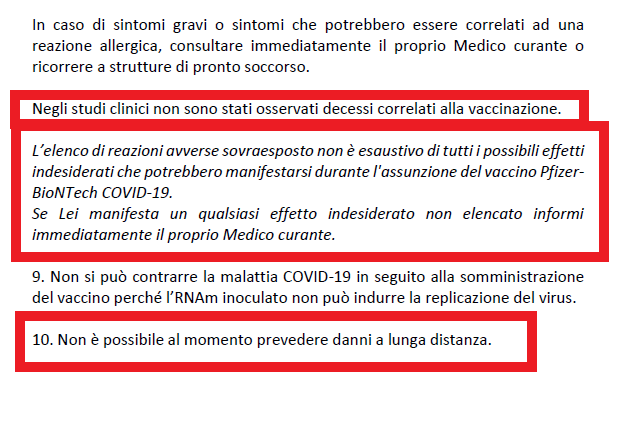 In caso di sintomi gravi o sintomi che potrebbero essere correlati ad una
reazione allergica, consultare immediatamente il proprio Medico curante o
ricorrere a strutture di pronto soccorso.
Negli studi clinici non sono stati osservati decessi correlati alla vaccinazione.
L’elenco di reazioni avverse sovraesposto non è esaustivo di tutti i possibili effetti
indesiderati che potrebbero manifestarsi durante l'assunzione del vaccino Pfizer-
BioNTech COVID-19.
Se Lei manifesta un qualsiasi effetto indesiderato non elencato informi
immediatamente il proprio Medico curante.
9. Non si può contrarre la malattia COVID-19 in seguito alla somministrazione
del vaccino perché l’RNAm inoculato non può indurre la replicazione del virus.
10. Non è possibile al momento prevedere danni a lunga distanza.